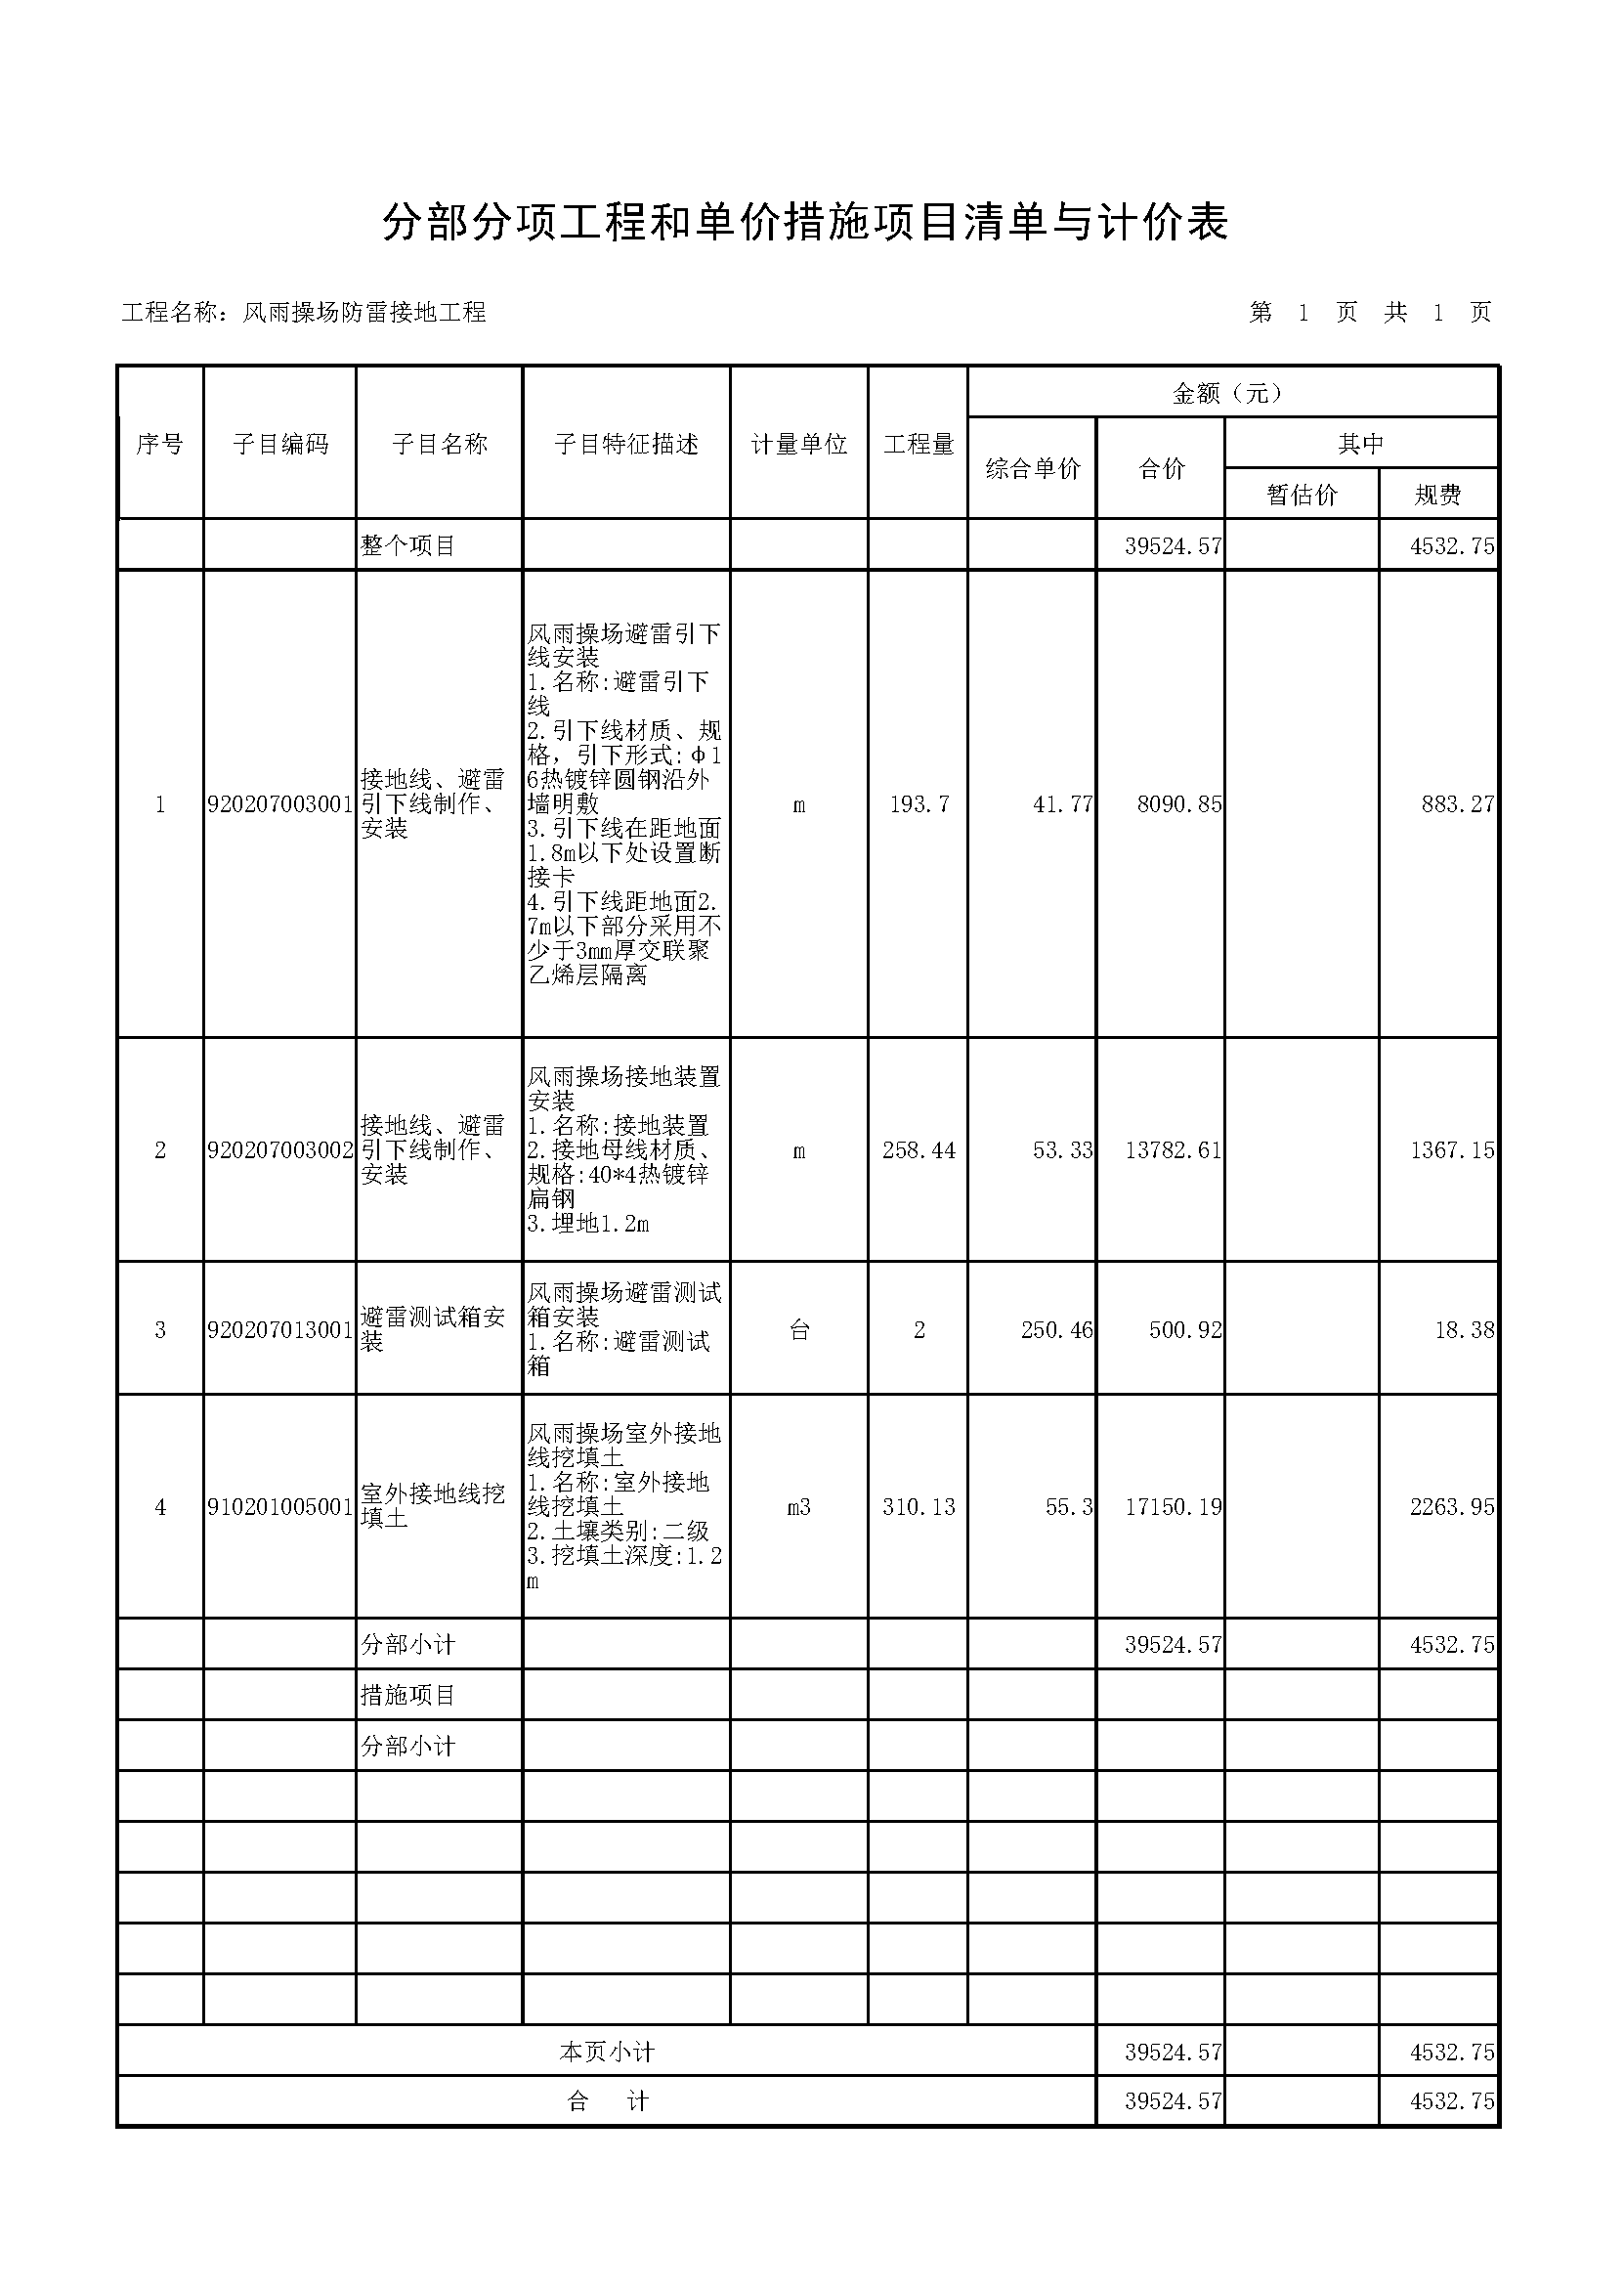 分部分项工程和单价措施项目清单与计价表
工程名称：风雨操场防雷接地工程 第 1 页 共 1 页
序号 子目编码 子目名称 子目特征描述 计量单位 工程量 金额（元）
综合单价 合价 其中
暂估价 规费
整个项目 39524.57 4532.75
1 920207003001
接地线、避雷
引下线制作、
安装
风雨操场避雷引下
线安装
1.名称:避雷引下
线
2.引下线材质、规
格，引下形式:φ1
6热镀锌圆钢沿外
墙明敷
3.引下线在距地面
1.8m以下处设置断
接卡
4.引下线距地面2.
7m以下部分采用不
少于3mm厚交联聚
乙烯层隔离
m 193.7 41.77 8090.85 883.27
2 920207003002
接地线、避雷
引下线制作、
安装
风雨操场接地装置
安装
1.名称:接地装置
2.接地母线材质、
规格:40*4热镀锌
扁钢
3.埋地1.2m
m 258.44 53.33 13782.61 1367.15
3 920207013001
避雷测试箱安
装
风雨操场避雷测试
箱安装
1.名称:避雷测试
箱
台 2 250.46 500.92 18.38
4 910201005001
室外接地线挖
填土
风雨操场室外接地
线挖填土
1.名称:室外接地
线挖填土
2.土壤类别:二级
3.挖填土深度:1.2
m
m3 310.13 55.3 17150.19 2263.95
分部小计 39524.57 4532.75
措施项目
分部小计
本页小计 39524.57 4532.75
合 计 39524.57 4532.75